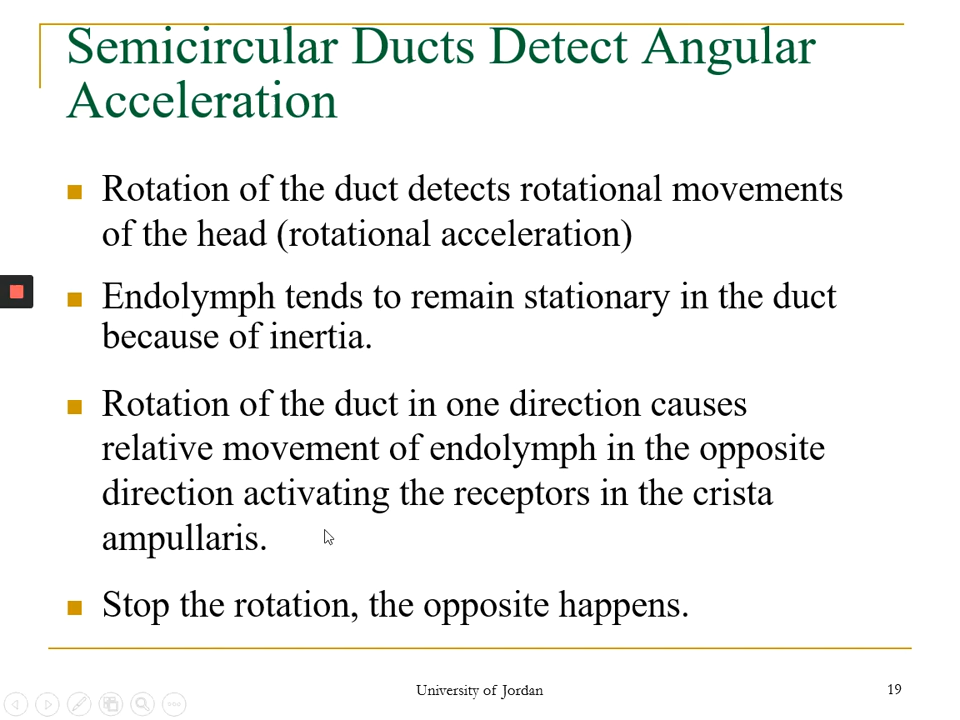 Semicircular Ducts Detect Angular
Acceleration
Rotation of the duct detects rotational movements
of the head (rotational acceleration)
Endolymph tends to remain stationary in the duct
because of inertia.
Rotation of the duct in one direction causes
relative movement of endolymph in the opposite
direction activating the receptors in the crista
ampullaris.
Stop the rotation, the opposite happens.
University of Jordan
19